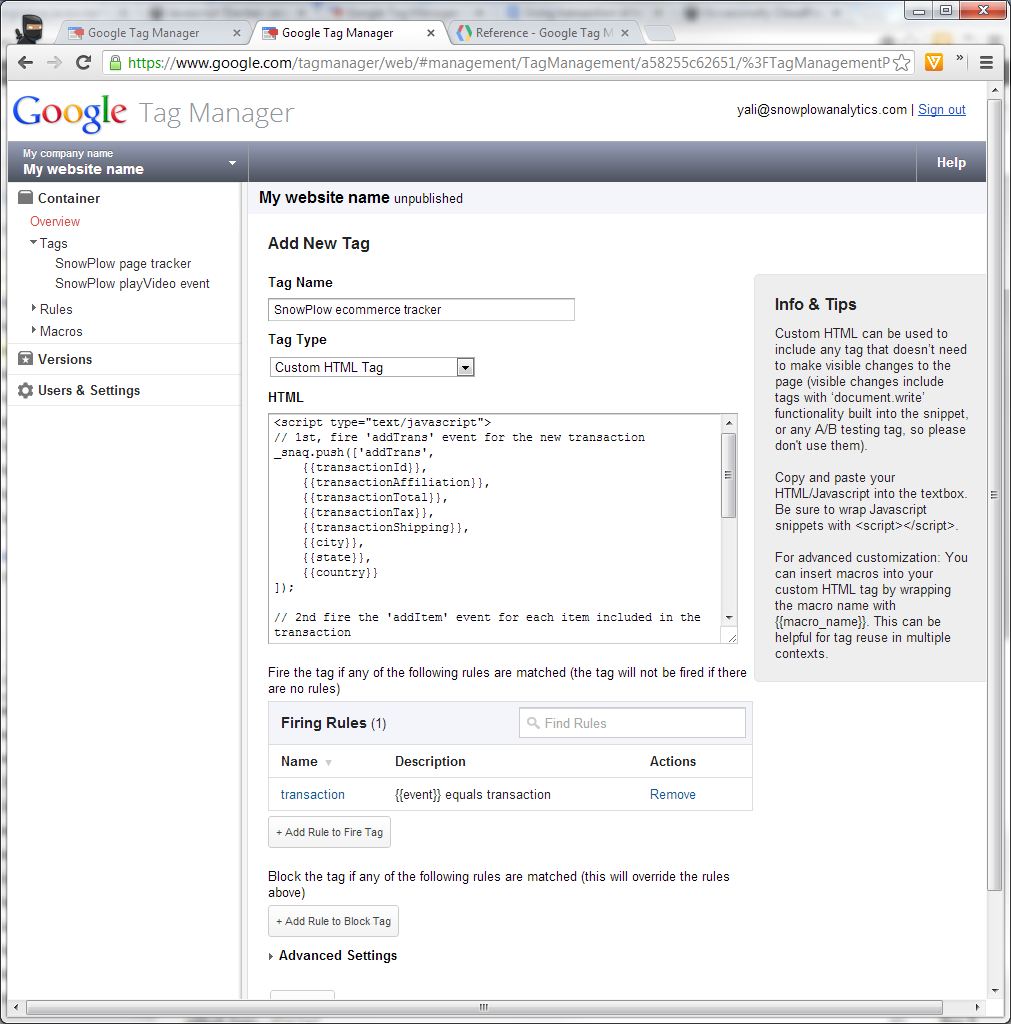 Google Tag Manager
Google Tag Manager
Reference - Google Tag M
https://www.google.com/tagmanager/web/#management/TagManagement/a58255c62651/%3FTagManagementP
»
Google Tag Manager
yali@snowplowanalytics.com | Sign out
My company name
My website name
Help
Container
Overview
Tags
SnowPlow page tracker
SnowPlow playVideo event
Rules
Macros
Versions
Users & Settings
My website name unpublished
Add New Tag
Tag Name
SnowPlow ecommerce tracker
Tag Type
Custom HTML Tag
HTML
<script type="text/javascript">
// 1st, fire 'addTrans' event for the new transaction
_snaq.push(['addTrans',
{{transactionId}},
{{transactionAffiliation}},
{{transactionTotal}},
{{transactionTax}},
{{transactionShipping}},
{{city}},
{{state}},
{{country}}
]);
// 2nd fire the 'addItem' event for each item included in the
transaction
Fire the tag if any of the following rules are matched (the tag will not be fired if there
are no rules)
Firing Rules (1)
Find Rules
Name Description Actions
transaction {{event}} equals transaction Remove
+ Add Rule to Fire Tag
Block the tag if any of the following rules are matched (this will override the rules
above)
+ Add Rule to Block Tag
Advanced Settings
Info & Tips
Custom HTML can be used to
include any tag that doesn't need
to make visible changes to the
page (visible changes include
tags with 'document.write'
functionality built into the snippet,
or any A/B testing tag, so please
don't use them).
Copy and paste your
HTML/Javascript into the textbox.
Be sure to wrap Javascript
snippets with <script></script>.
For advanced customization: You
can insert macros into your
custom HTML tag by wrapping
the macro name with
{{macro_name}}. This can be
helpful for tag reuse in multiple
contexts.